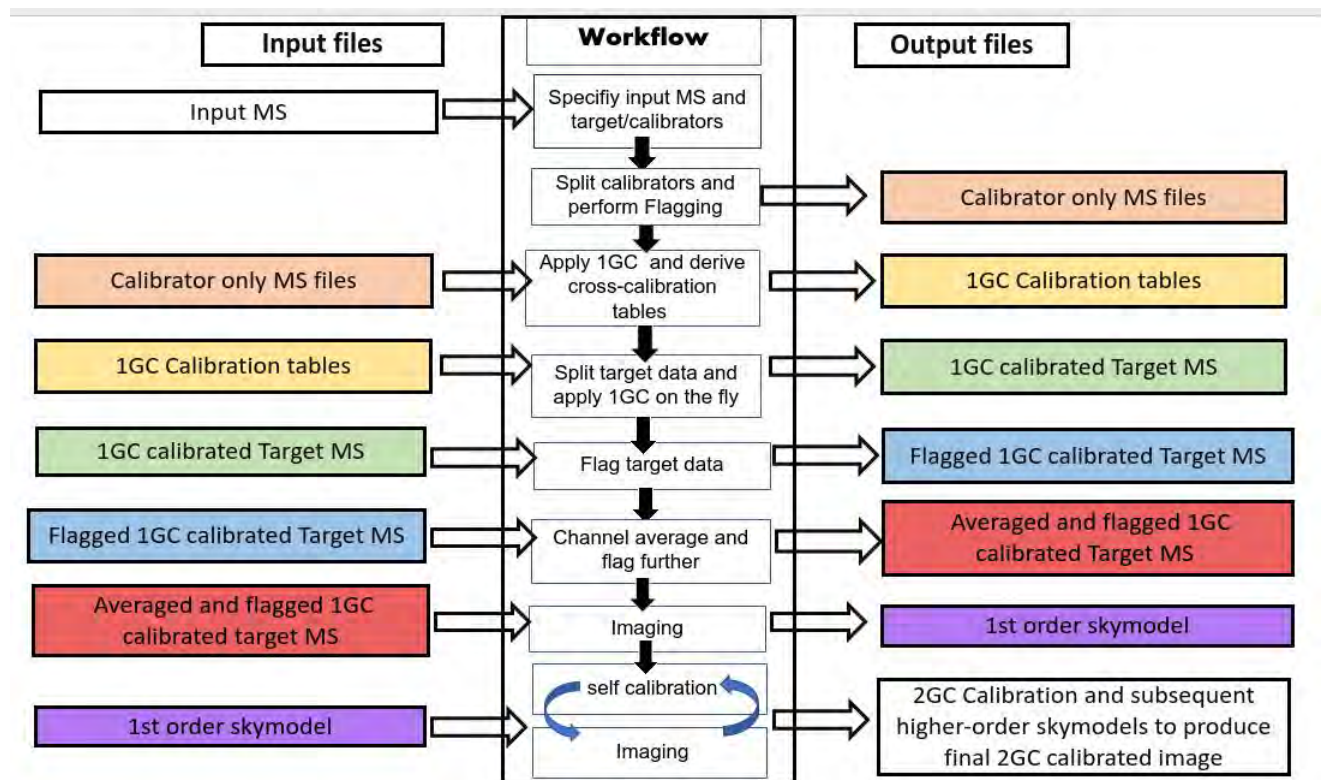 Input files
Workflow
Output files
Input MS
Specifiy input MS and
target/calibrators
Split calibrators and
perform Flagging
Calibrator only MS files
Calibrator only MS files
Apply 1GC and derive
cross-calibration
tables
1GC Calibration tables
1GC Calibration tables
Split target data and
apply 1GC on the fly
1GC calibrated Target MS
1GC calibrated Target MS
Flag target data
Flagged 1GC calibrated Target MS
Flagged 1GC calibrated Target MS
Channel average and
flag further
Averaged and flagged 1GC
calibrated Target MS
Averaged and flagged 1GC
calibrated target MS
Imaging
1st order skymodel
1st order skymodel
self calibration
Imaging
2GC Calibration and subsequent
higher-order skymodels to produce
final 2GC calibrated image